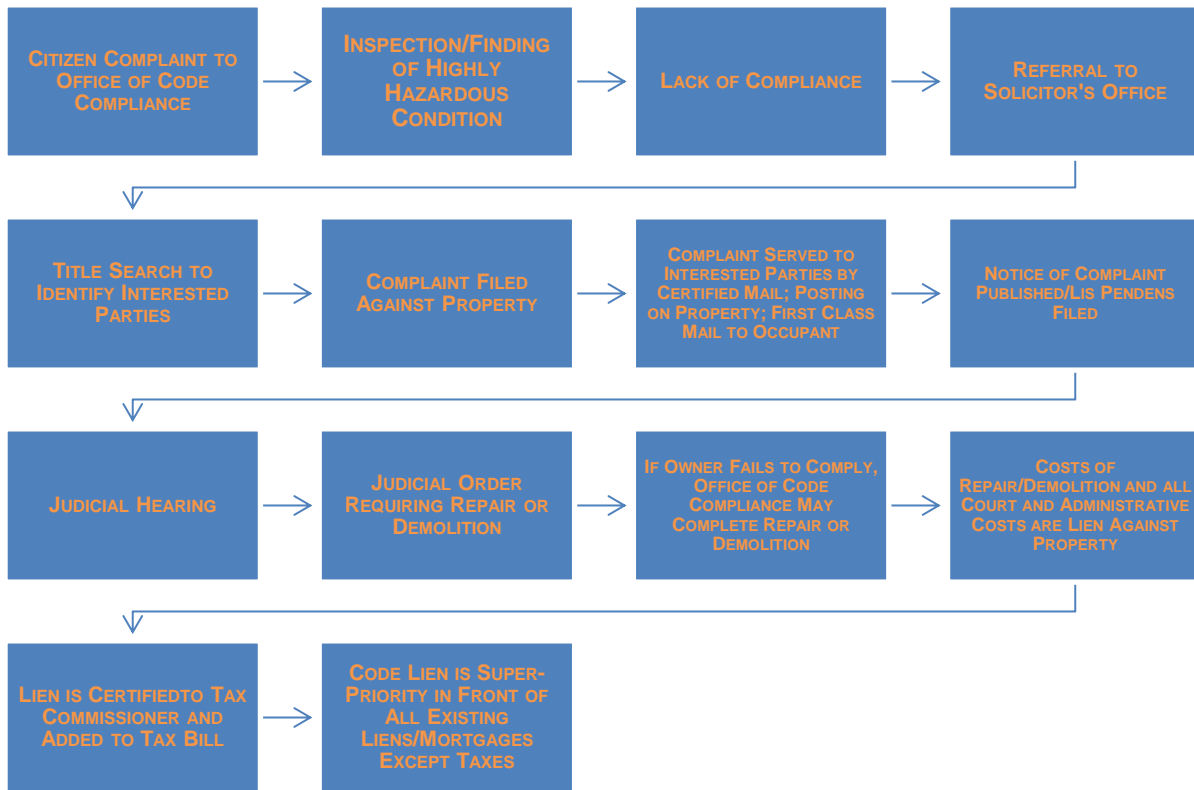 Citizen Complaint to
Office of Code
Compliance
Inspection/Finding
of Highly
Hazardous
Condition
Lack of Compliance
Referral to
Solicitor's Office
Title Search to
Identify Interested
Parties
Complaint Filed
Against Property
Complaint Served to
Interested Parties by
Certified Mail; Posting
on Property; First Class
Mail to Occupant
Notice of Complaint
Published/Lis Pendens
Filed
Judicial Hearing
Judicial Order
Requiring Repair or
Demolition
If Owner Fails to Comply,
Office of Code
Compliance May
Complete Repair or
Demolition
Costs of
Repair/Demolition and all
Court and Administrative
Costs are Lien Against
Property
Lien is Certifiedto Tax
Commissioner and
Added to Tax Bill
Code Lien is Super-
Priority in Front of
All Existing
Liens/Mortgages
Except Taxes